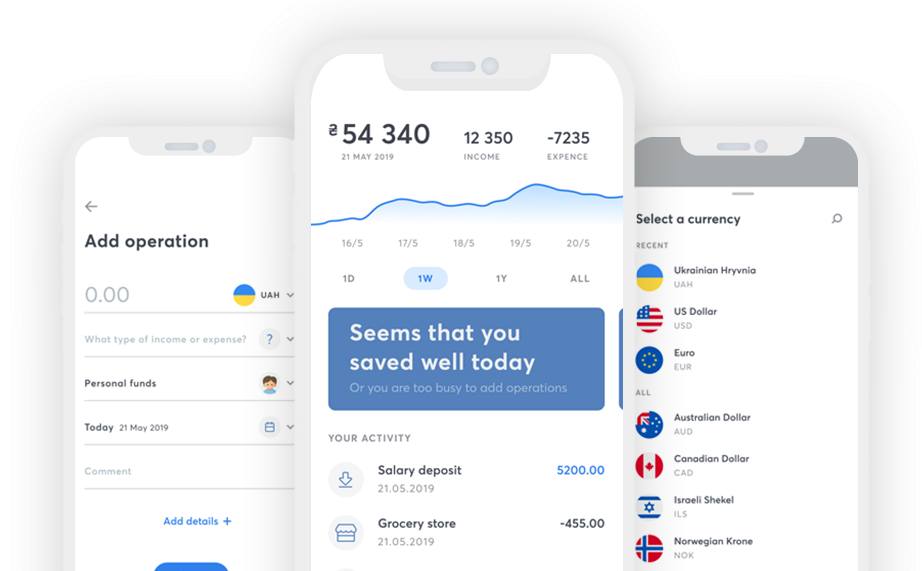 Add operation
0.00
UAH
What type of income or expense?
?
Personal funds
Today 21 May 2019
Comment
Add details +
₴54 340
21 MAY 2019
12 350
INCOME
-7235
EXPENCE
16/5 17/5 18/5 19/5 20/5
1D 1W 1Y ALL
Seems that you
saved well today
Or you are too busy to add operations
YOUR ACTIVITY
Salary deposit 5200.00
21.05.2019
Grocery store -455.00
21.05.2019
Select a currency
RECENT
Ukrainian Hryvnia
UAH
US Dollar
USD
Euro
EUR
ALL
Australian Dollar
AUD
Canadian Dollar
CAD
Israeli Shekel
ILS
Norwegian Krone
NOK